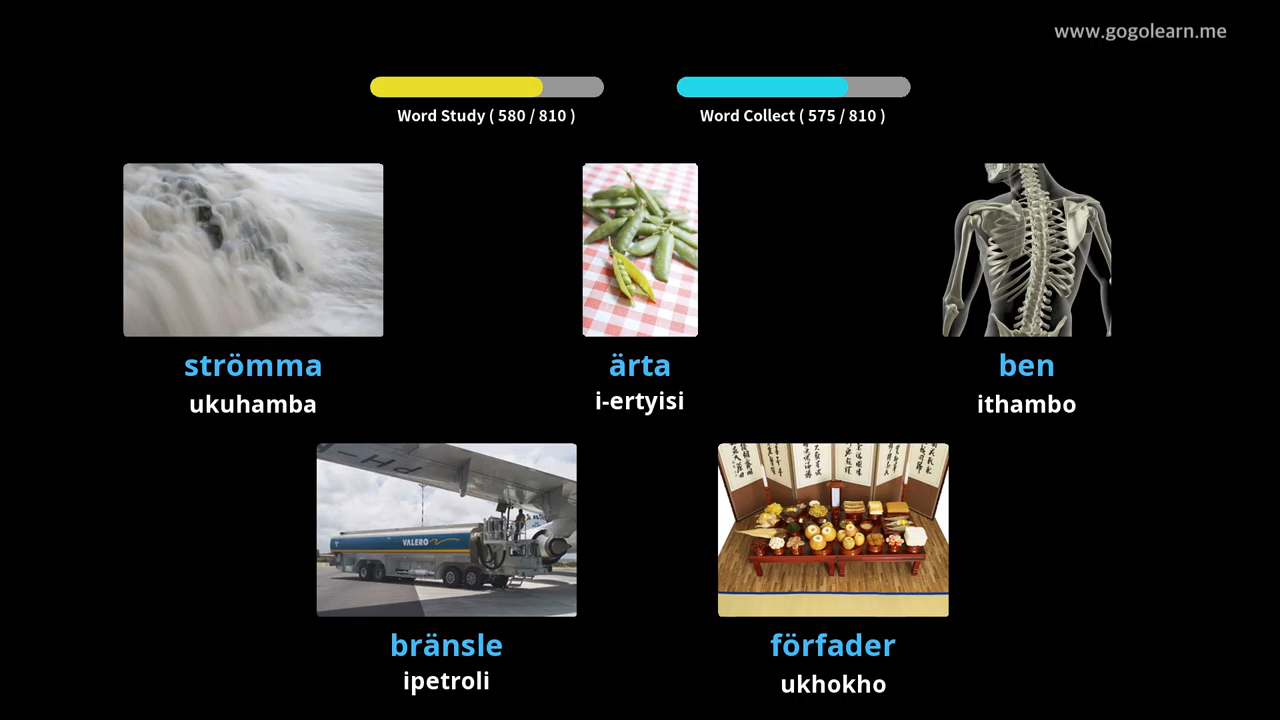 www.gogolearn.me
Word Study ( 580 / 810 )
Word Collect ( 575 / 810 )
strömma
ukuhamba
ärta
i-ertyisi
ben
ithambo
PH-
VALERO
bränsle
ipetroli
förfader
ukhokho